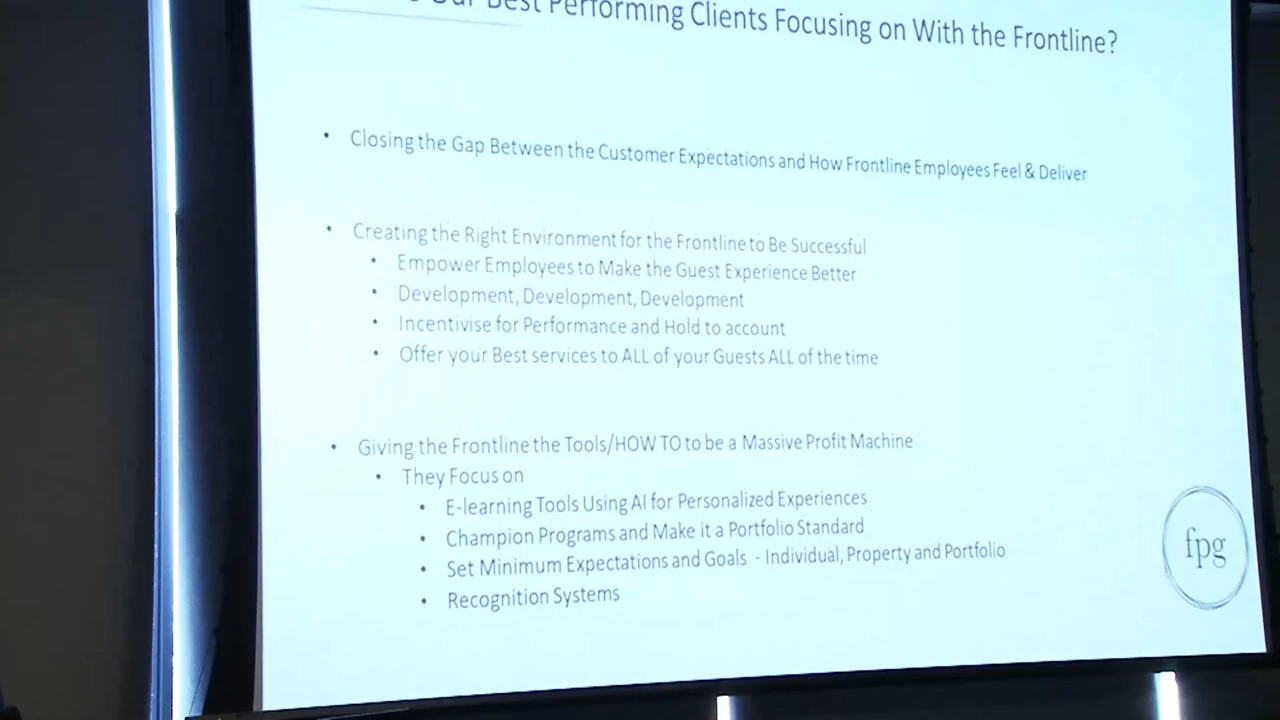 Our Best Performing Clients Focusing on With the Frontline?
• Closing the Gap Between the Customer Expectations and How Frontline Employees Feel & Deliver
• Creating the Right Environment for the Frontline to Be Successful
• Empower Employees to Make the Guest Experience Better
• Development, Development, Development
• Incentivise for Performance and Hold to account
• Offer your Best services to ALL of your Guests ALL of the time
• Giving the Frontline the Tools/HOW TO to be a Massive Profit Machine
• They Focus on
• E-learning Tools Using AI for Personalized Experiences
• Champion Programs and Make it a Portfolio Standard
• Set Minimum Expectations and Goals - Individual, Property and Portfolio
• Recognition Systems
fpg